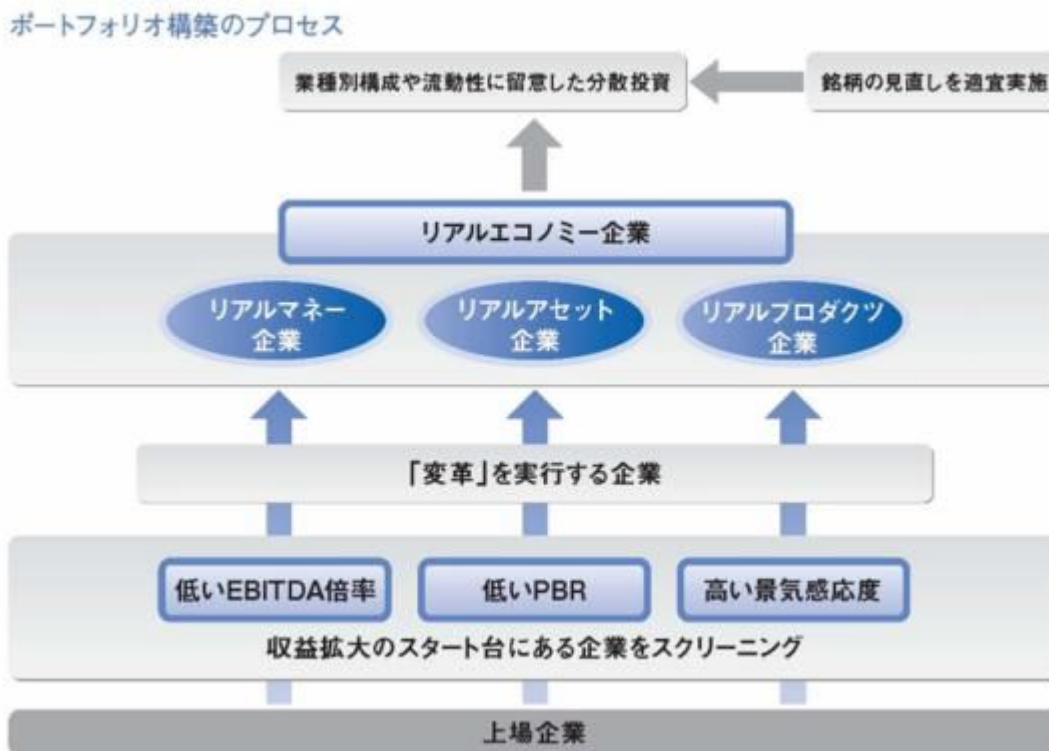 ポートフォリオ構築のプロセス
業種別構成や流動性に留意した分散投資
銘柄の見直しを適宜実施
リアルエコノミー企業
リアルマネー
企業
リアルアセット
企業
リアルプロダクツ
企業
「変革」を実行する企業
低いEBITDA倍率
低いPBR
高い景気感応度
収益拡大のスタート台にある企業をスクリーニング
上場企業